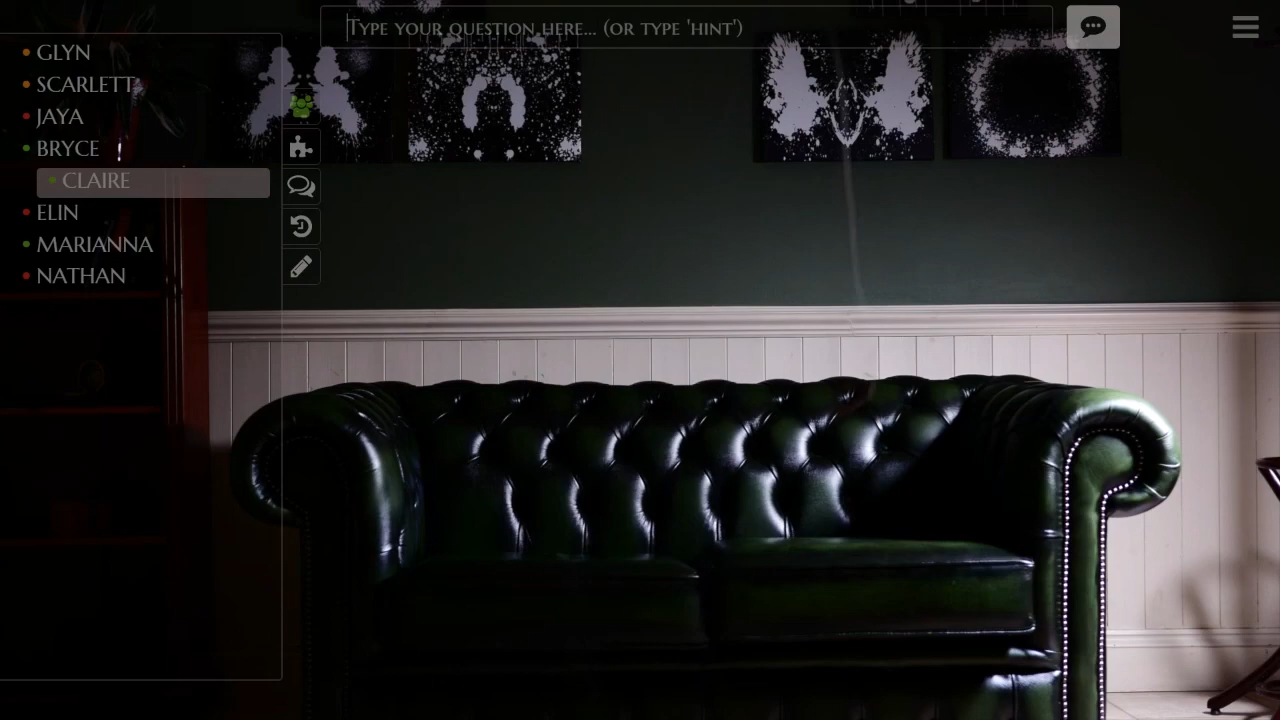 Type your question here... (or type 'hint')
GLYN
SCARLETT
JAYA
BRYCE
CLAIRE
ELIN
MARIANNA
NATHAN